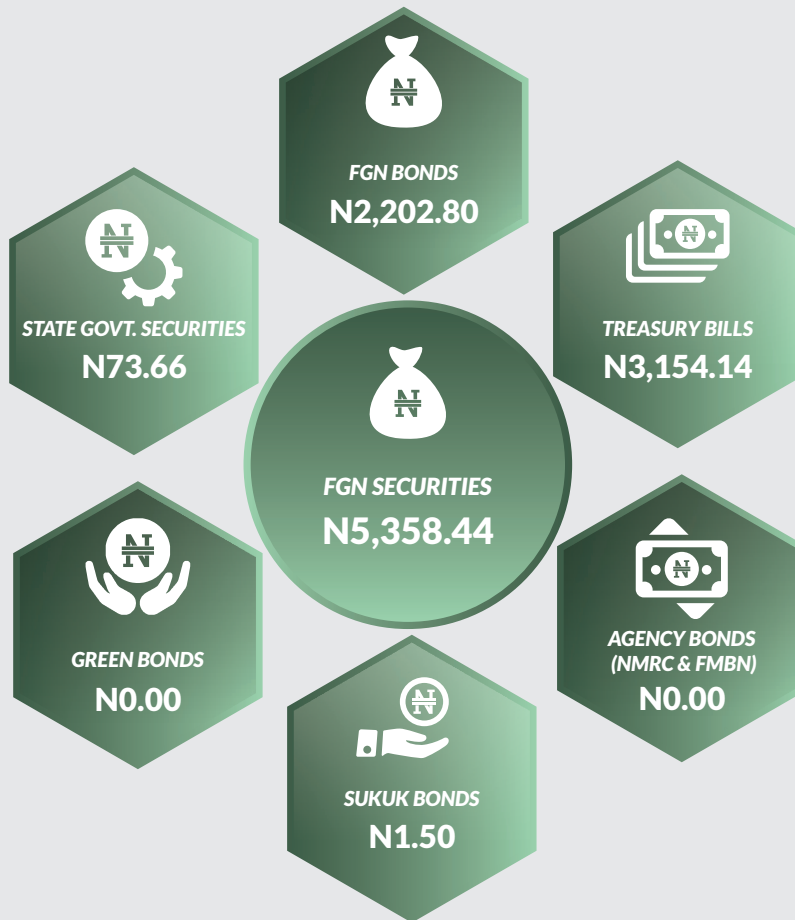 FGN BONDS
N2,202.80
STATE GOVT. SECURITIES
N73.66
TREASURY BILLS
N3,154.14
FGN SECURITIES
N5,358.44
GREEN BONDS
N0.00
AGENCY BONDS
(NMRC & FMBN)
N0.00
SUKUK BONDS
N1.50